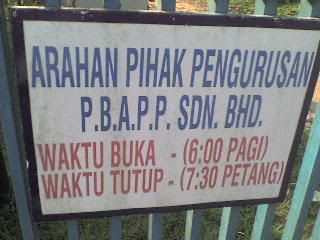 ARAHAN PIHAK PENGURUSAN
P.B.A.P.P. SDN. BHD.
WAKTU BUKA - (6:00 PAGI)
WAKTU TUTUP - (7:30 PETANG)